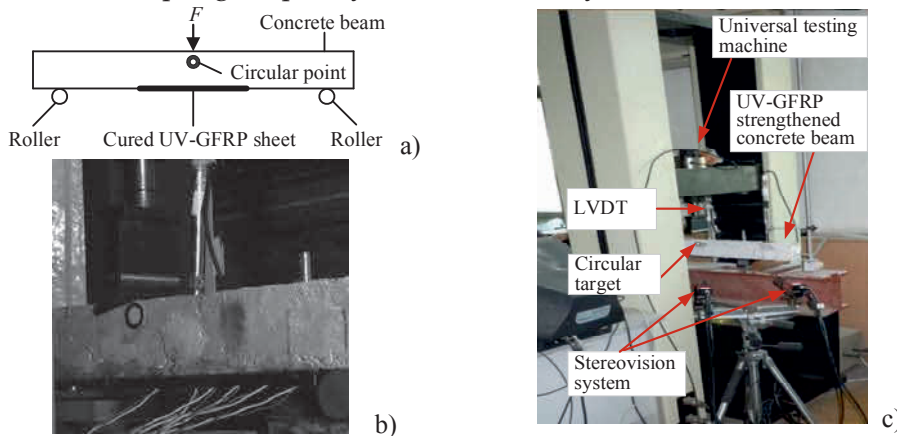 F
Concrete beam
Circular point
Roller
Cured UV-GFRP sheet
Roller
a)
b)
Universal testing
machine
UV-GFRP
strengthened
concrete beam
LVDT
Circular
target
Stereovision
system
c)